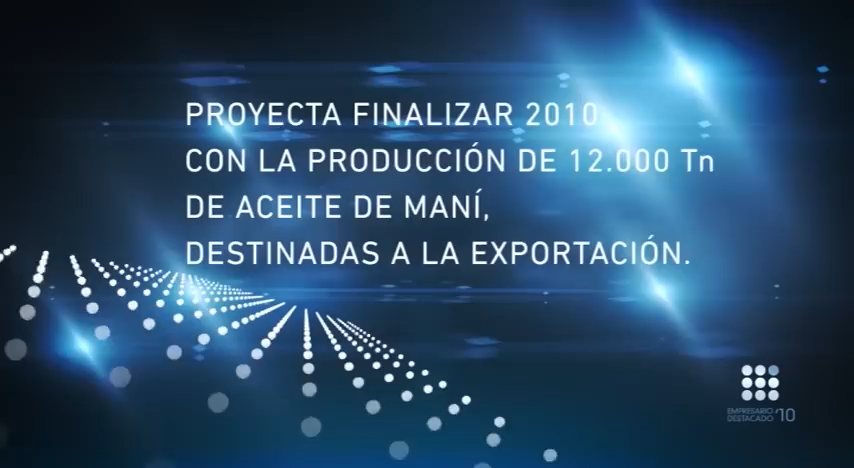 PROYECTA FINALIZAR 2010
CON LA PRODUCCIÓN DE 12.000 Tn
DE ACEITE DE MANÍ,
DESTINADAS A LA EXPORTACIÓN.
EMPRESARIO
DESTACADO '10